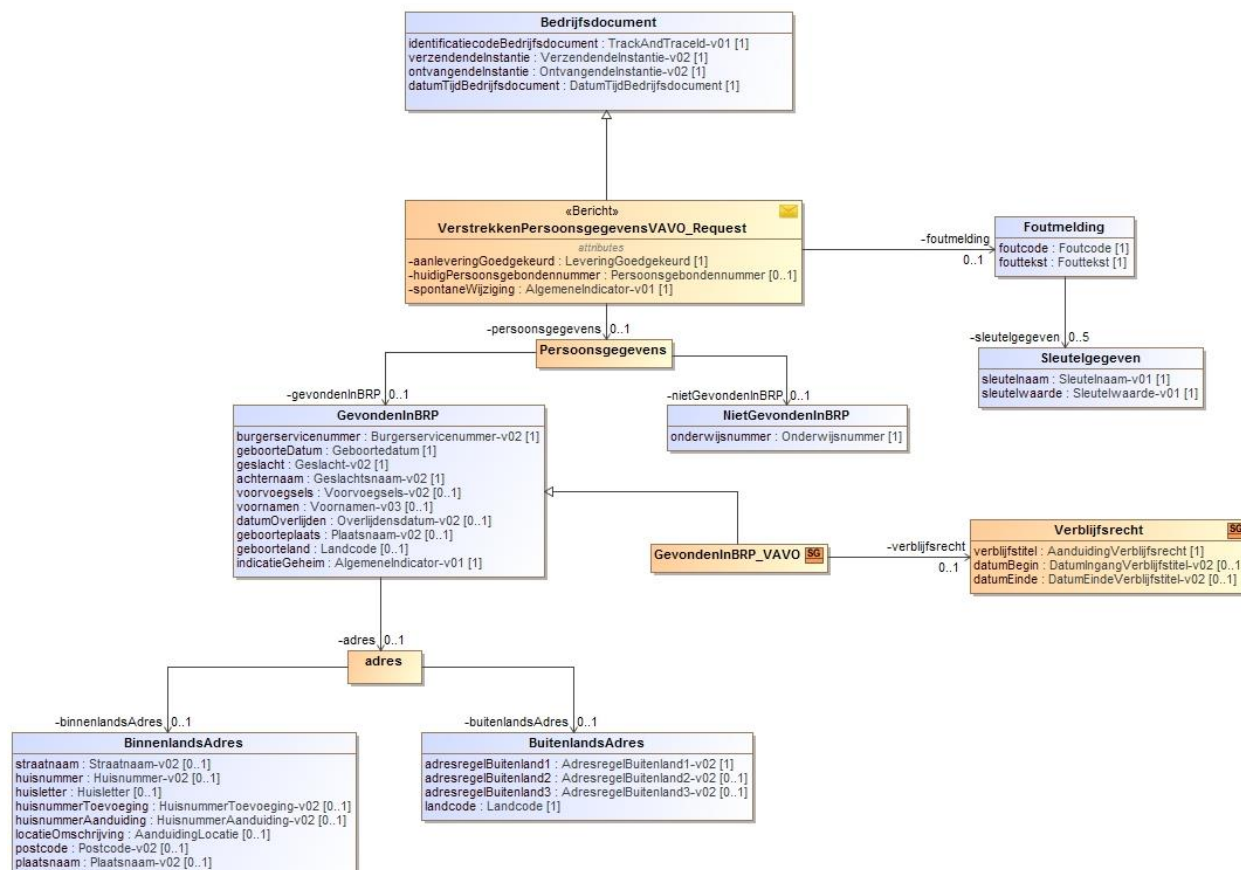 Bedrijfsdocument
identificatiecodeBedrijfsdocument : TrackAndTraceId-v01 [1]
verzendendeInstantie : VerzendendeInstantie-v02 [1]
ontvangendeInstantie : OntvangendeInstantie-v02 [1]
datumTijdBedrijfsdocument : DatumTijdBedrijfsdocument [1]
«Bericht»
VerstrekkenPersoonsgegevensVAVO_Request
attributes
-aanleveringGoedgekeurd : LeveringGoedgekeurd [1]
-huidigPersoonsgebondennummer : Persoonsgebondennummer [0..1]
-spontaneWijziging : AlgemeneIndicator-v01 [1]
-foutmelding
0..1
Foutmelding
foutcode : Foutcode [1]
fouttekst : Fouttekst [1]
-sleutelgegeven 0..5
Sleutelgegeven
sleutelnaam : Sleutelnaam-v01 [1]
sleutelwaarde : Sleutelwaarde-v01 [1]
-persoonsgegevens 0..1
Persoonsgegevens
-gevondenInBRP 0..1
-nietGevondenInBRP 0..1
GevondenInBRP
burgerservicenummer : Burgerservicenummer-v02 [1]
geboorteDatum : Geboortedatum [1]
geslacht : Geslacht-v02 [1]
achternaam : Geslachtsnaam-v02 [1]
voorvoegsels : Voorvoegsels-v02 [0..1]
voornamen : Voornamen-v03 [0..1]
datumOverlijden : Overlijdensdatum-v02 [0..1]
geboorteplaats : Plaatsnaam-v02 [0..1]
geboorteland : Landcode [0..1]
indicatieGeheim : AlgemeneIndicator-v01 [1]
NietGevondenInBRP
onderwijsnummer : Onderwijsnummer [1]
GevondenInBRP_VAVO SG
-verblijfsrecht
0..1
Verblijfsrecht SG
verblijfstitel : AanduidingVerblijfsrecht [1]
datumBegin : DatumIngangVerblijfstitel-v02 [0..1]
datumEinde : DatumEindeVerblijfstitel-v02 [0..1]
-adres 0..1
adres
-binnenlandsAdres 0..1
-buitenlandsAdres 0..1
BinnenlandsAdres
straatnaam : Straatnaam-v02 [0..1]
huisnummer : Huisnummer-v02 [0..1]
huisletter : Huisletter [0..1]
huisnummerToevoeging : HuisnummerToevoeging-v02 [0..1]
huisnummerAanduiding : HuisnummerAanduiding-v02 [0..1]
locatieOmschrijving : AanduidingLocatie [0..1]
postcode : Postcode-v02 [0..1]
plaatsnaam : Plaatsnaam-v02 [0..1]
BuitenlandsAdres
adresregelBuitenland1 : AdresregelBuitenland1-v02 [1]
adresregelBuitenland2 : AdresregelBuitenland2-v02 [0..1]
adresregelBuitenland3 : AdresregelBuitenland3-v02 [0..1]
landcode : Landcode [1]